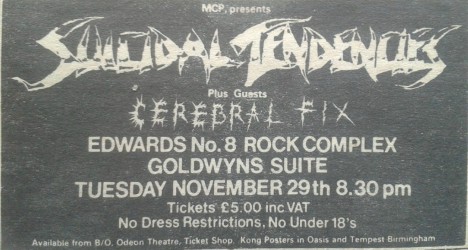 MCP. presents
SUICIDAL TENDENCIES
Plus Guests
CEREBRAL FIX
EDWARDS No. 8 ROCK COMPLEX
GOLDWYNS SUITE
TUESDAY NOVEMBER 29th 8.30 pm
Tickets £5.00 inc VAT
No Dress Restrictions, No Under 18's
Available from B/O, Odeon Theatre, Ticket Shop. Kong Posters in Oasis and Tempest Birmingham